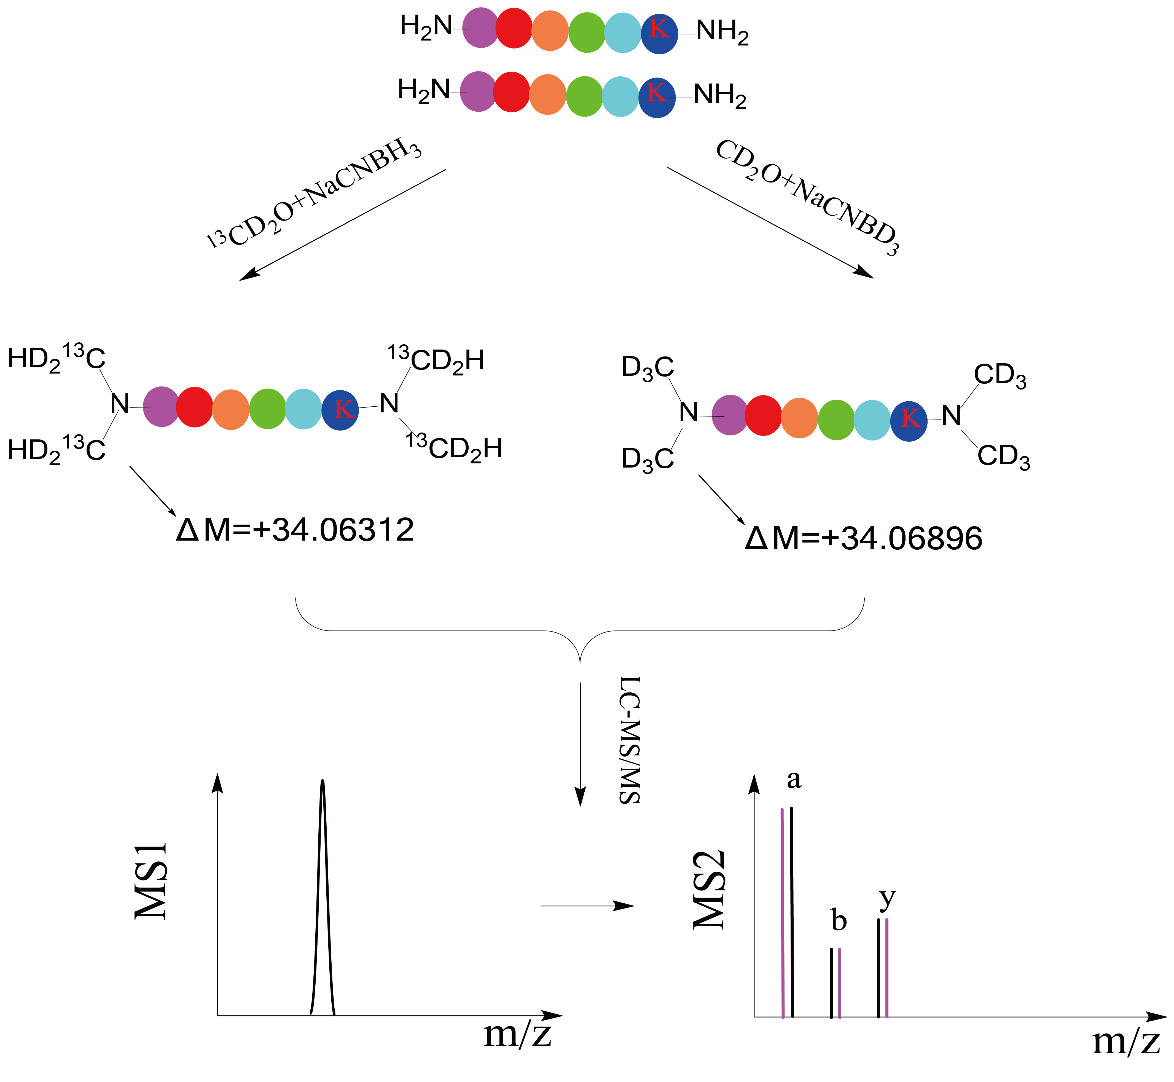 H2N K NH2
H2N K NH2
13CD2O+NaCNBH3
CD2O+NaCNBD3
HD213C 13CD2H
N K N
HD213C 13CD2H
D3C CD3
N K N
D3C CD3
ΔM=+34.06312
ΔM=+34.06896
LC-MS/MS
MS1
m/z
MS2
a
b
y
m/z